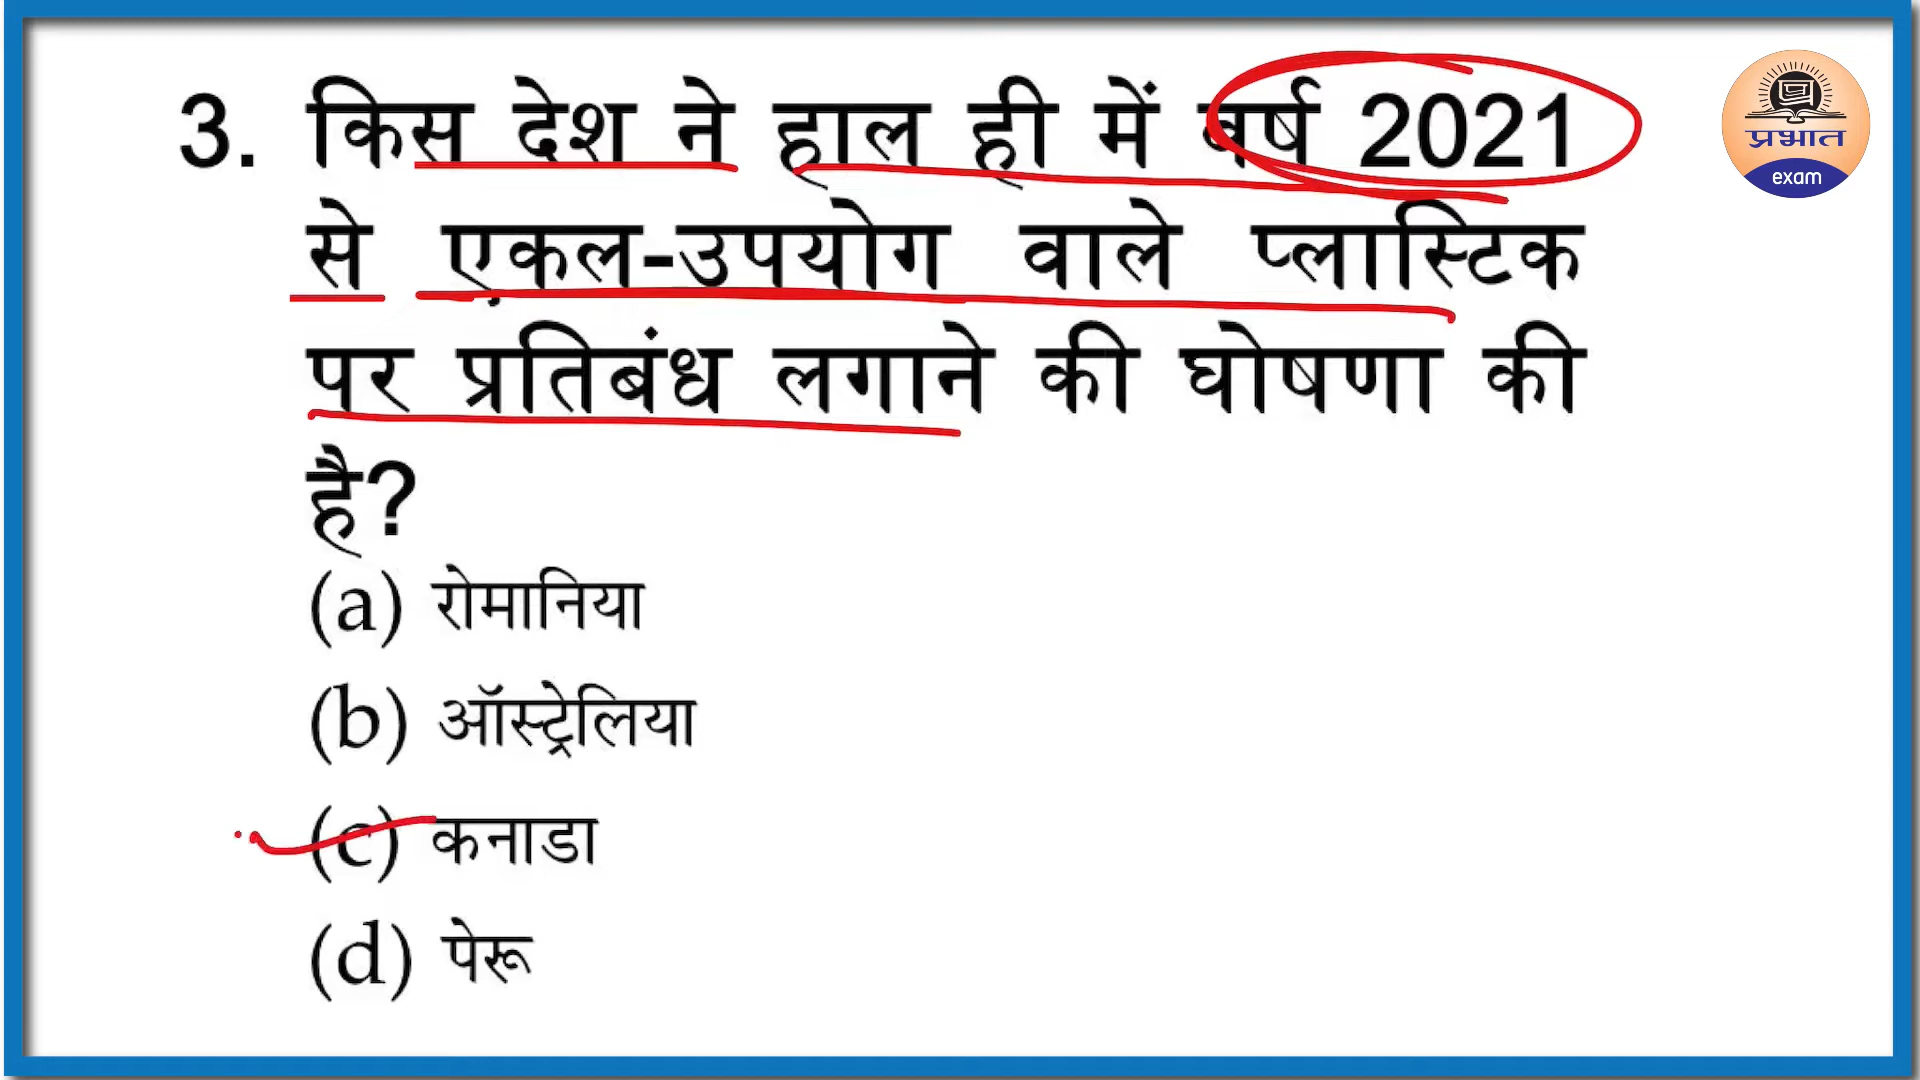 3. किस देश ने हाल ही में वर्ष 2021
से एकल-उपयोग वाले प्लास्टिक
पर प्रतिबंध लगाने की घोषणा की
है?
(a) रोमानिया
(b) ऑस्ट्रेलिया
(c) कनाडा
(d) पेरू
प्रभात
exam